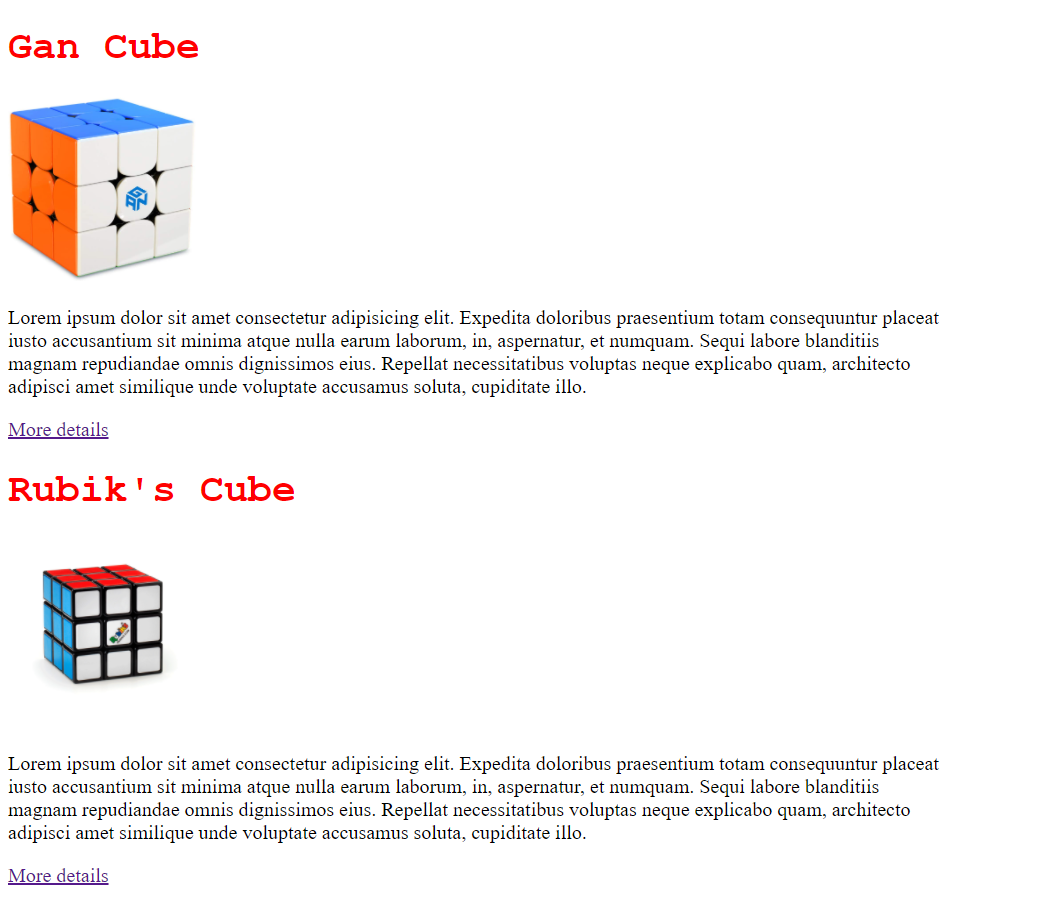 Gan Cube
GAN
Lorem ipsum dolor sit amet consectetur adipisicing elit. Expedita doloribus praesentium totam consequuntur placeat
iusto accusantium sit minima atque nulla earum laborum, in, aspernatur, et numquam. Sequi labore blanditiis
magnam repudiandae omnis dignissimos eius. Repellat necessitatibus voluptas neque explicabo quam, architecto
adipisci amet similique unde voluptate accusamus soluta, cupiditate illo.
More details
Rubik's Cube
Lorem ipsum dolor sit amet consectetur adipisicing elit. Expedita doloribus praesentium totam consequuntur placeat
iusto accusantium sit minima atque nulla earum laborum, in, aspernatur, et numquam. Sequi labore blanditiis
magnam repudiandae omnis dignissimos eius. Repellat necessitatibus voluptas neque explicabo quam, architecto
adipisci amet similique unde voluptate accusamus soluta, cupiditate illo.
More details